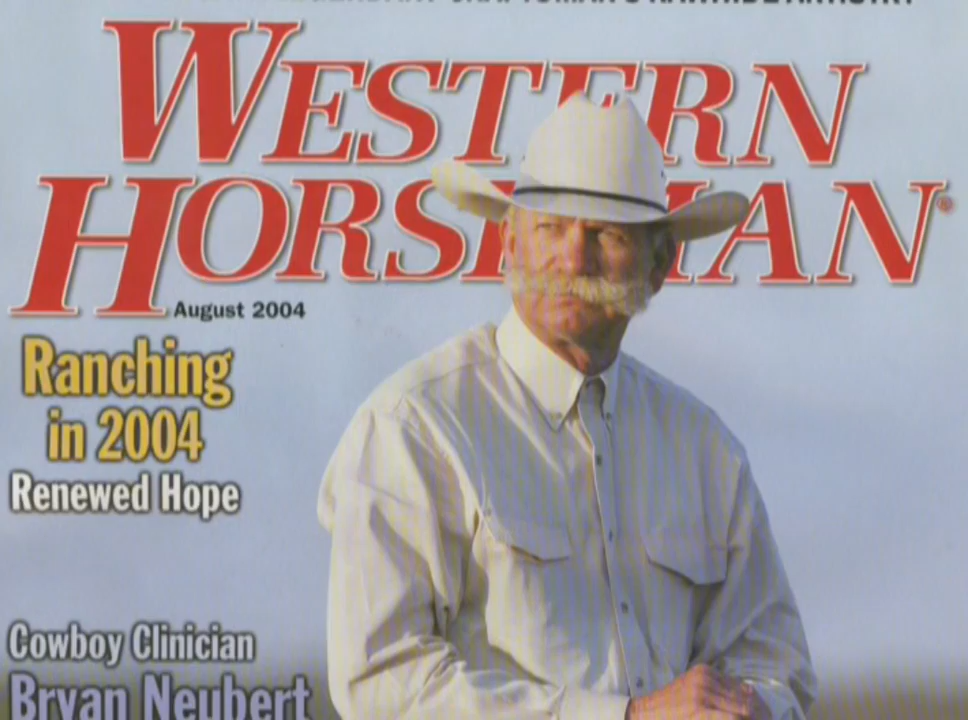 WESTERN
HORSEMAN®
August 2004
Ranching
in 2004
Renewed Hope
Cowboy Clinician
Bryan Neubert